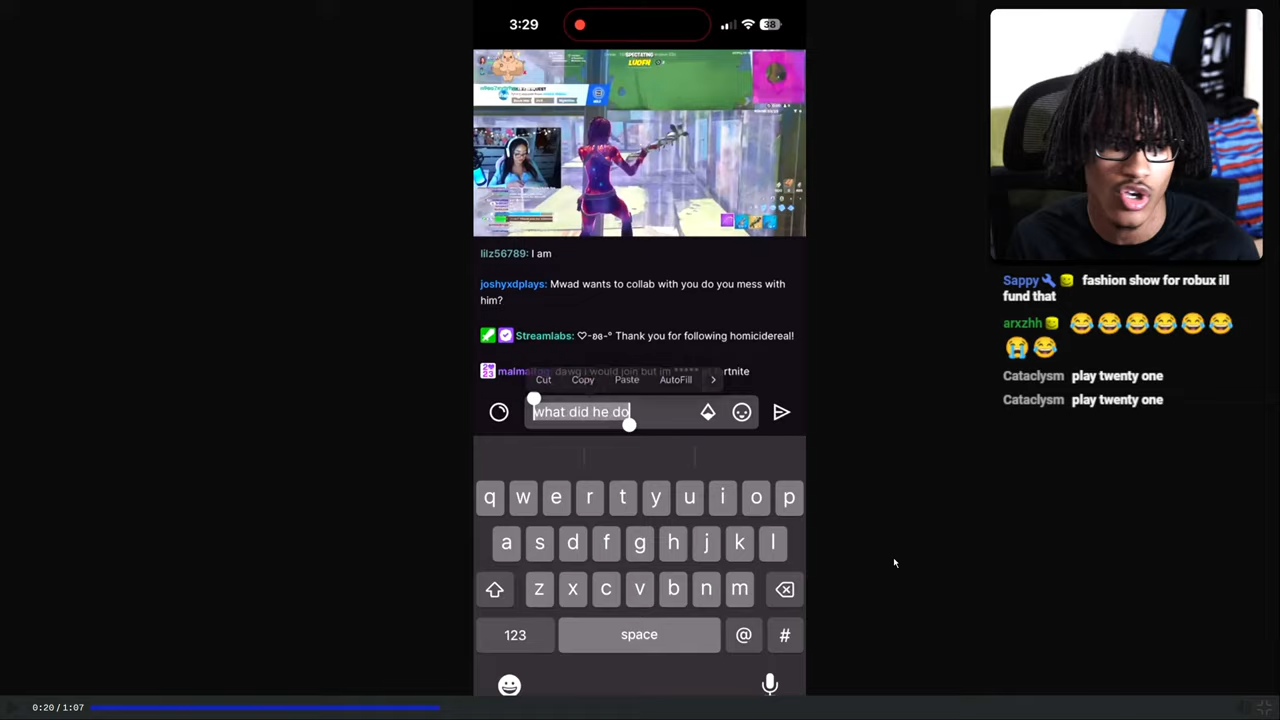 3:29
38
SPECTATING
LUOFN
lilz56789: I am
joshyxdplays: Mwad wants to collab with you do you mess with
him?
Streamlabs: ♡-ʚɞ-° Thank you for following homicidereal!
dawg i would join but im *****
Cut Copy Paste AutoFill
what did he do
q w e r t y u i o p
a s d f g h j k l
z x c v b n m
123 space @ #
0:20 / 1:07
Sappy fashion show for robux ill
fund that
arxzhh 😂😂😂😂😂😂
😭😂
Cataclysm play twenty one
Cataclysm play twenty one